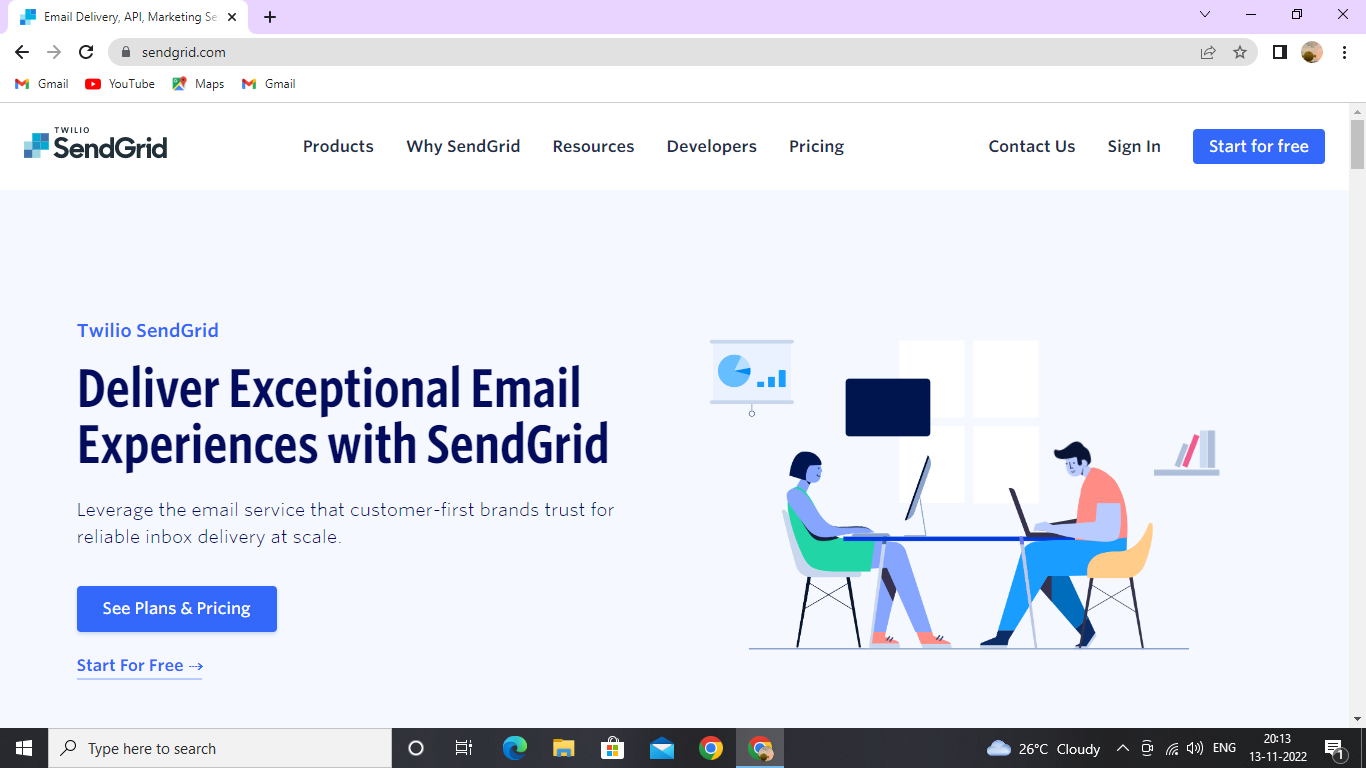 Email Delivery, API, Marketing Se
sendgrid.com
Gmail YouTube Maps Gmail
TWILIO
SendGrid
Products Why SendGrid Resources Developers Pricing Contact Us Sign In Start for free
Twilio SendGrid
Deliver Exceptional Email
Experiences with SendGrid
Leverage the email service that customer-first brands trust for
reliable inbox delivery at scale.
See Plans & Pricing
Start For Free
Type here to search
26°C Cloudy
ENG
20:13
13-11-2022
1